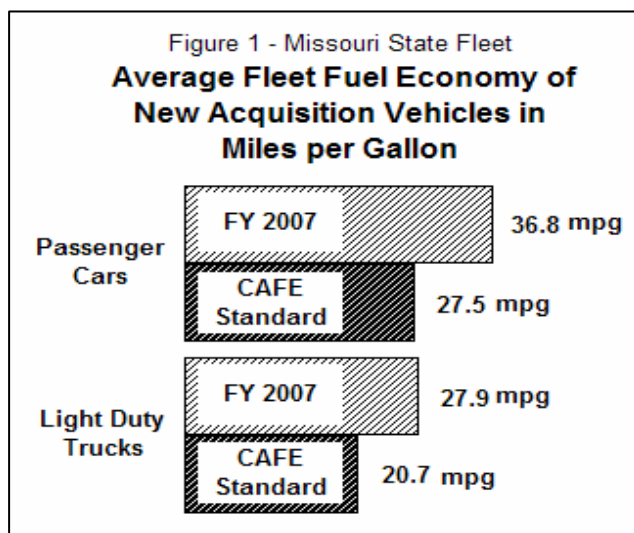 Figure 1 - Missouri State Fleet
Average Fleet Fuel Economy of
New Acquisition Vehicles in
Miles per Gallon
Passenger
Cars
FY 2007
36.8 mpg
CAFE
Standard
27.5 mpg
Light Duty
Trucks
FY 2007
27.9 mpg
CAFE
Standard
20.7 mpg